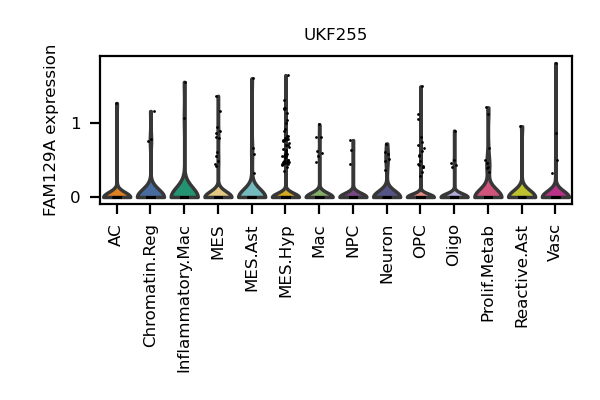 UKF255
FAM129A expression
1
0
AC
Chromatin.Reg
Inflammatory.Mac
MES
MES.Ast
MES.Hyp
Mac
NPC
Neuron
OPC
Oligo
Prolif.Metab
Reactive.Ast
Vasc